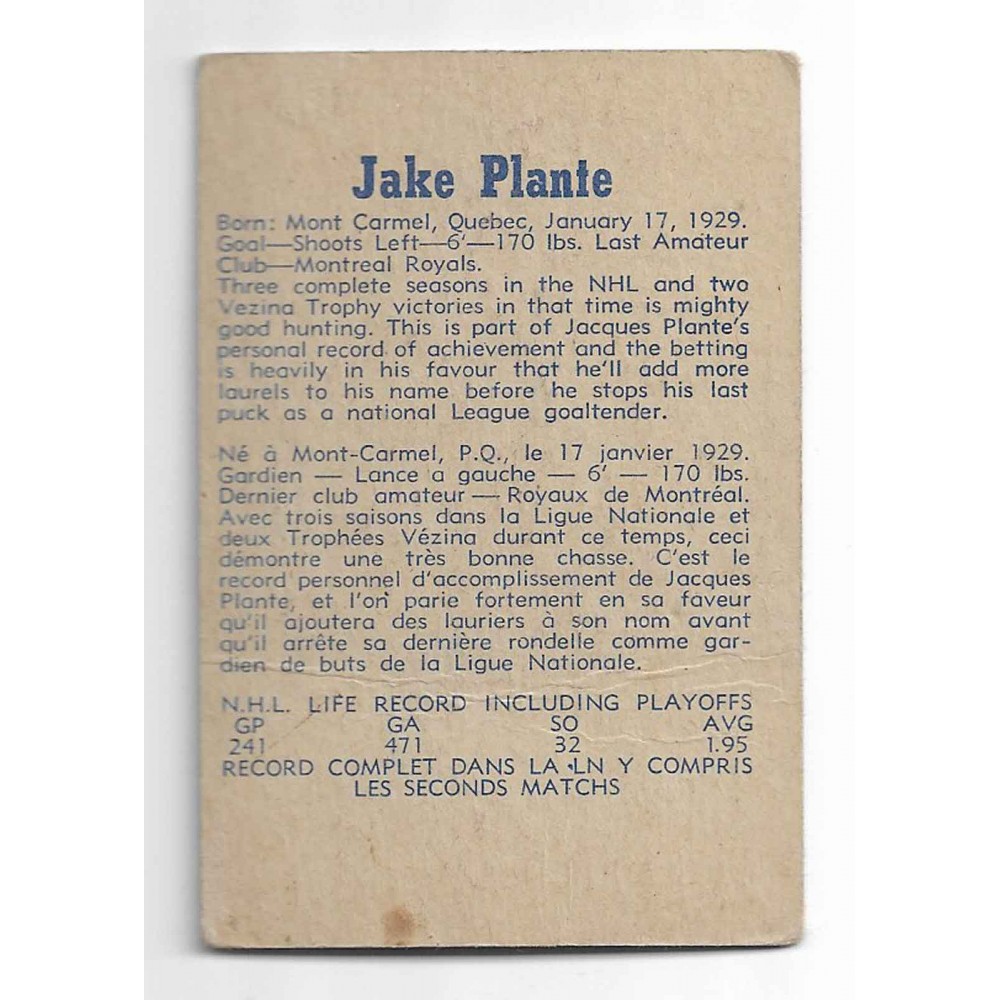 Jake Plante
Born: Mont Carmel, Quebec, January 17, 1929.
Goal—Shoots Left—6'—170 lbs. Last Amateur
Club—Montreal Royals.
Three complete seasons in the NHL and two
Vezina Trophy victories in that time is mighty
good hunting. This is part of Jacques Plante's
personal record of achievement and the betting
is heavily in his favour that he'll add more
laurels to his name before he stops his last
puck as a national League goaltender.
Né à Mont-Carmel, P.Q., le 17 janvier 1929.
Gardien — Lance a gauche — 6' — 170 lbs.
Dernier club amateur — Royaux de Montréal.
Avec trois saisons dans la Ligue Nationale et
deux Trophées Vézina durant ce temps, ceci
démontre une très bonne chasse. C'est le
record personnel d'accomplissement de Jacques
Plante, et l'on parie fortement en sa faveur
qu'il ajoutera des lauriers à son nom avant
qu'il arrête sa dernière rondelle comme gar-
dien de buts de la Ligue Nationale.
N.H.L. LIFE RECORD INCLUDING PLAYOFFS
GP GA SO AVG
241 471 32 1.95
RECORD COMPLET DANS LA LN Y COMPRIS
LES SECONDS MATCHS